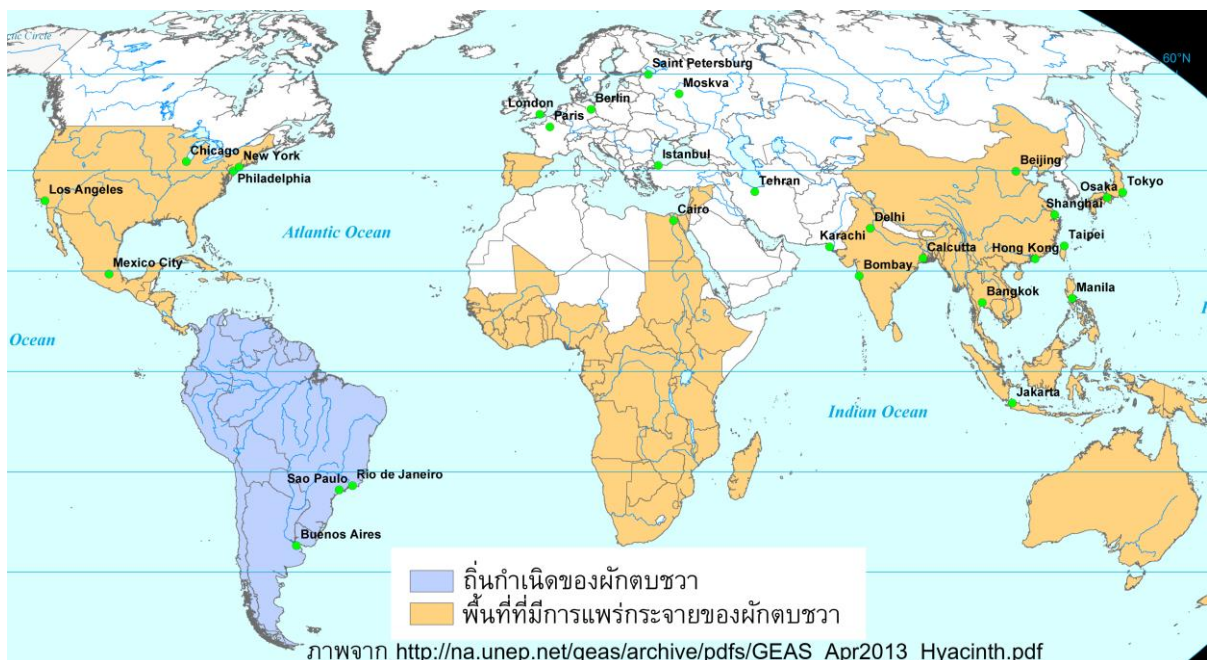 ctic Circle
60°N
Saint Petersburg
Moskva
London
Berlin
Paris
Chicago
New York
Istanbul
Beijing
Philadelphia
Los Angeles
Tehran
Osaka
Tokyo
Cairo
Shanghai
Atlantic Ocean
Delhi
Karachi
Taipei
Calcutta
Hong Kong
Mexico City
Bombay
Bangkok
Manila
Ocean
Jakarta
Indian Ocean
Rio de Janeiro
Sao Paulo
Buenos Aires
ถิ่นกำเนิดของผักตบชวา
พื้นที่ที่มีการแพร่กระจายของผักตบชวา
ภาพจาก http://na.unep.net/geas/archive/pdfs/GEAS_Apr2013_Hyacinth.pdf